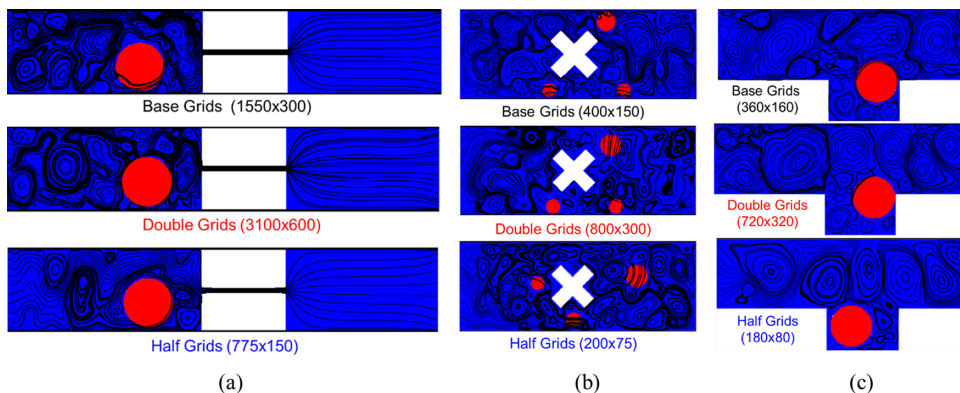 Base Grids (1550x300)
Double Grids (3100x600)
Half Grids (775x150)
(a)
Base Grids (400x150)
Double Grids (800x300)
Half Grids (200x75)
(b)
Base Grids
(360x160)
Double Grids
(720x320)
Half Grids
(180x80)
(c)